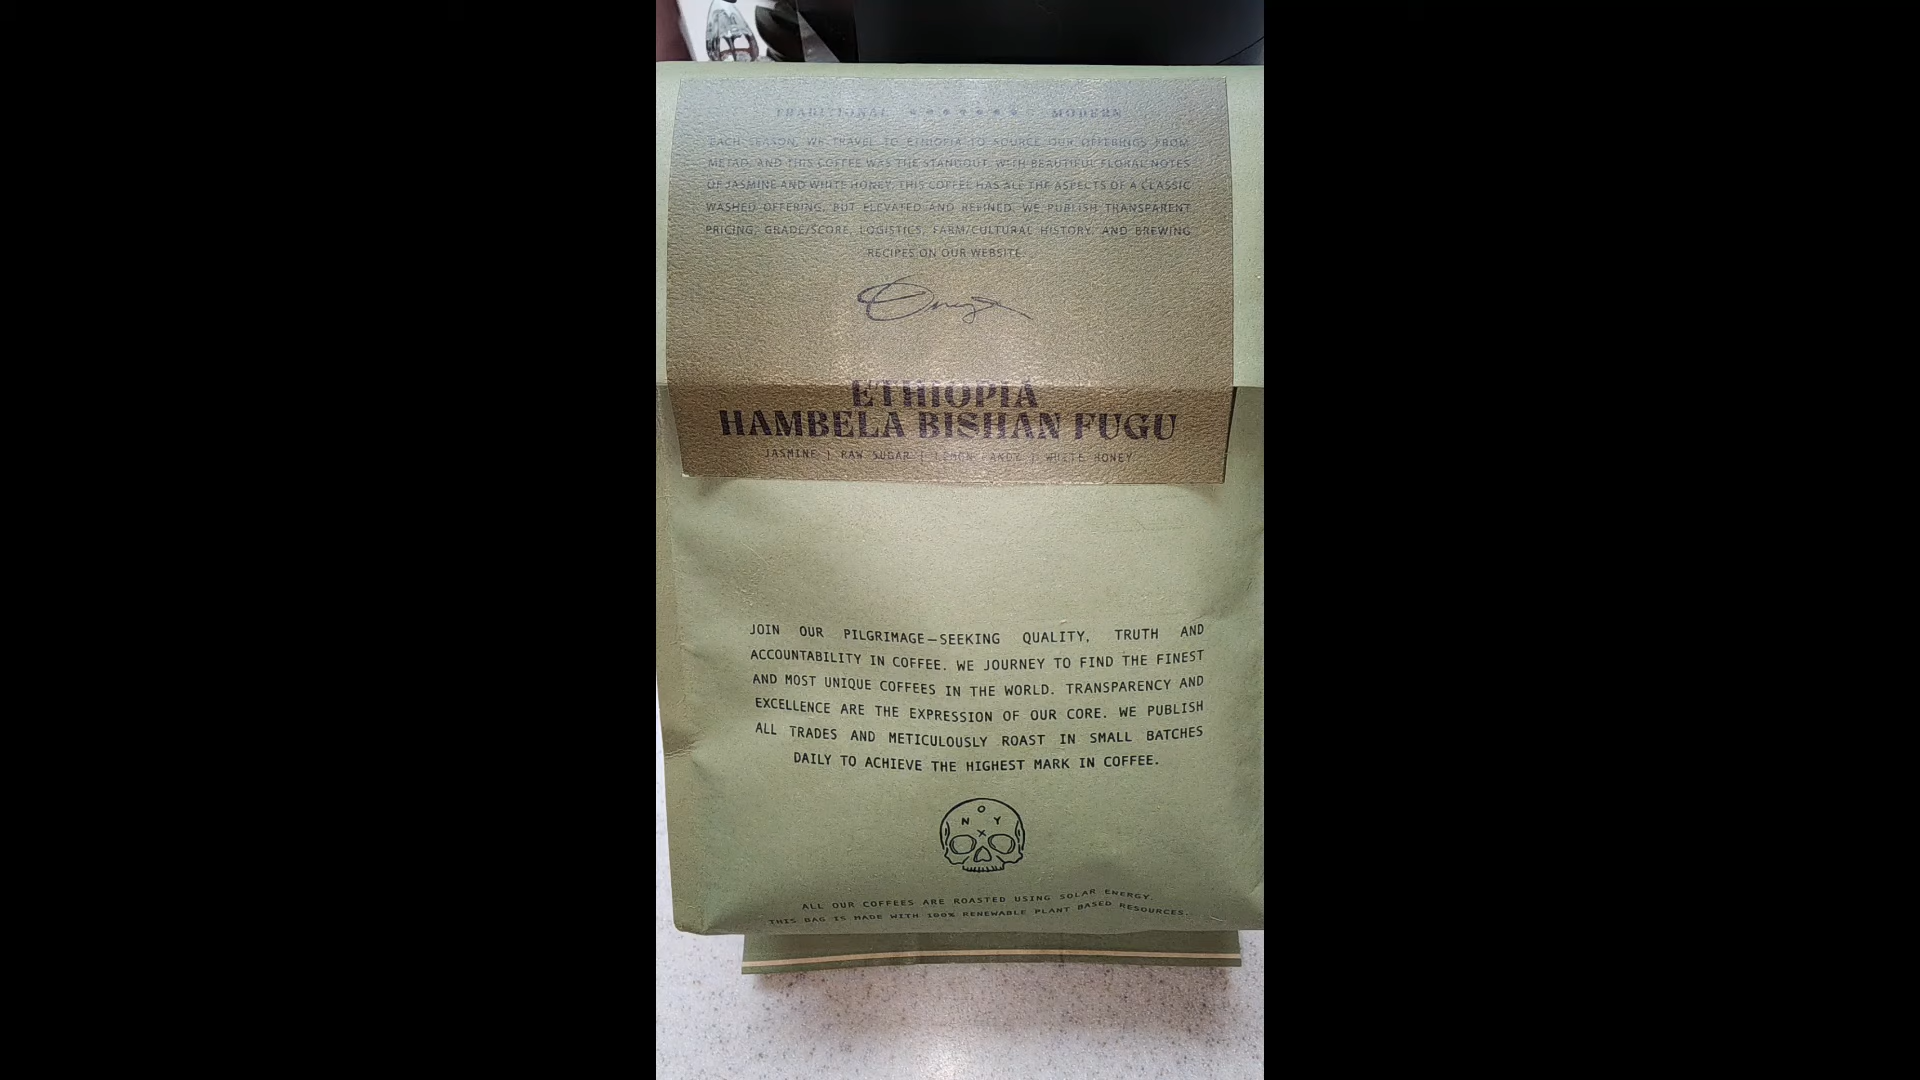 TRADITIONAL MODERN
EACH SEASON, WE TRAVEL TO ETHIOPIA TO SOURCE OUR OFFERINGS FROM
METAD, AND THIS COFFEE WAS THE STANDOUT. WITH BEAUTIFUL FLORAL NOTES
OF JASMINE AND WHITE HONEY, THIS COFFEE HAS ALL THE ASPECTS OF A CLASSIC
WASHED OFFERING, BUT ELEVATED AND REFINED. WE PUBLISH TRANSPARENT
PRICING, GRADE/SCORE, LOGISTICS, FARM/CULTURAL HISTORY, AND BREWING
RECIPES ON OUR WEBSITE.
Onyx
ETHIOPIA
HAMBELA BISHAN FUGU
JASMINE | RAW SUGAR | LEMON CANDY | WHITE HONEY
JOIN OUR PILGRIMAGE—SEEKING QUALITY, TRUTH AND
ACCOUNTABILITY IN COFFEE. WE JOURNEY TO FIND THE FINEST
AND MOST UNIQUE COFFEES IN THE WORLD. TRANSPARENCY AND
EXCELLENCE ARE THE EXPRESSION OF OUR CORE. WE PUBLISH
ALL TRADES AND METICULOUSLY ROAST IN SMALL BATCHES
DAILY TO ACHIEVE THE HIGHEST MARK IN COFFEE.
O
N Y
X
ALL OUR COFFEES ARE ROASTED USING SOLAR ENERGY.
THIS BAG IS MADE WITH 100% RENEWABLE PLANT BASED RESOURCES.